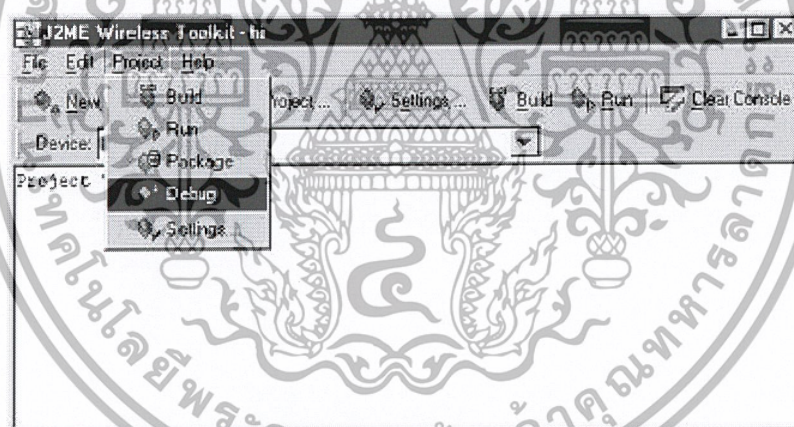 J2ME Wireless Toolkit - hi
File Edit Project Help
New Project ... Settings ... Build Run Clear Console
Build
Run
Package
Debug
Settings...
Device:
Project "